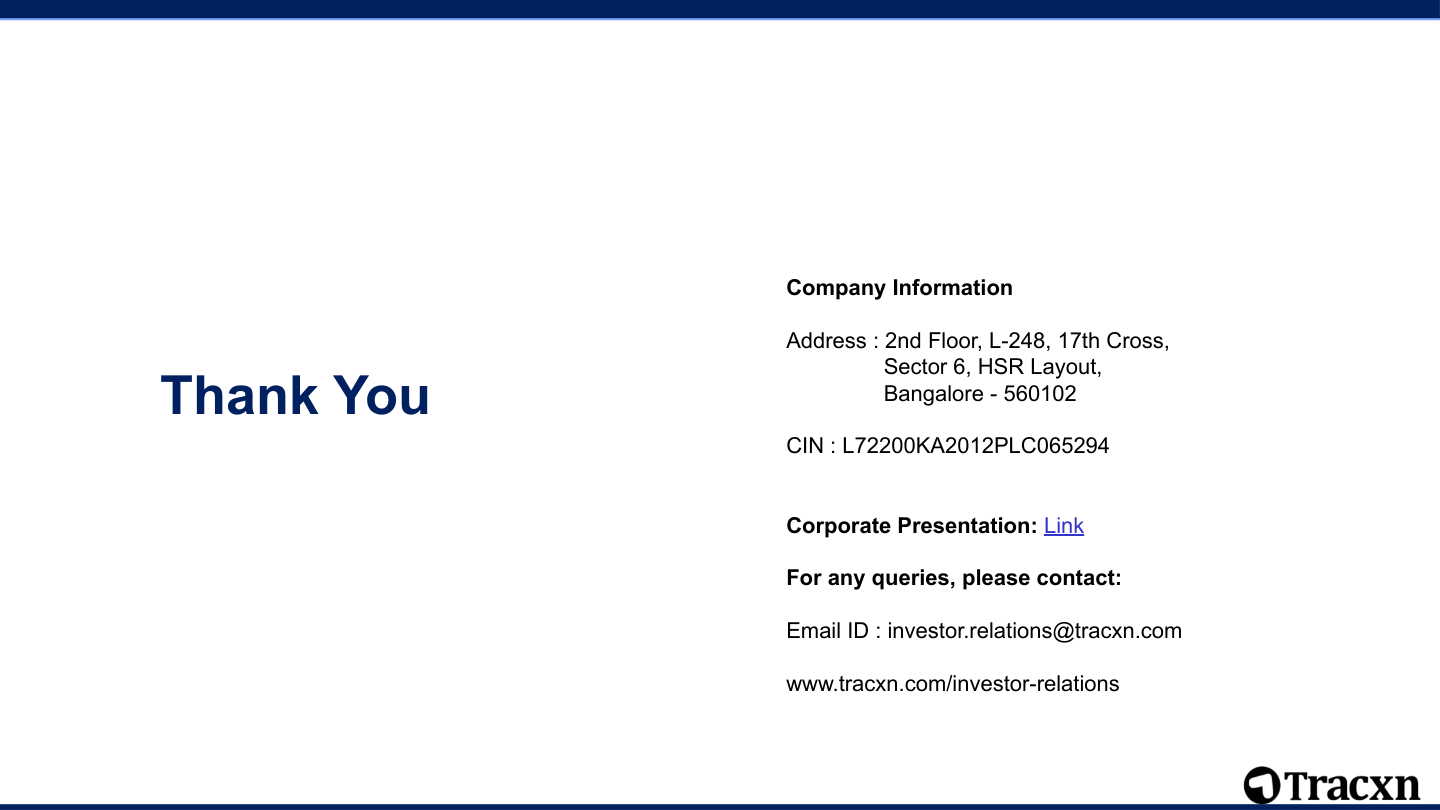 Thank You
Company Information
Address : 2nd Floor, L-248, 17th Cross,
Sector 6, HSR Layout,
Bangalore - 560102
CIN : L72200KA2012PLC065294
Corporate Presentation: Link
For any queries, please contact:
Email ID : investor.relations@tracxn.com
www.tracxn.com/investor-relations
Tracxn